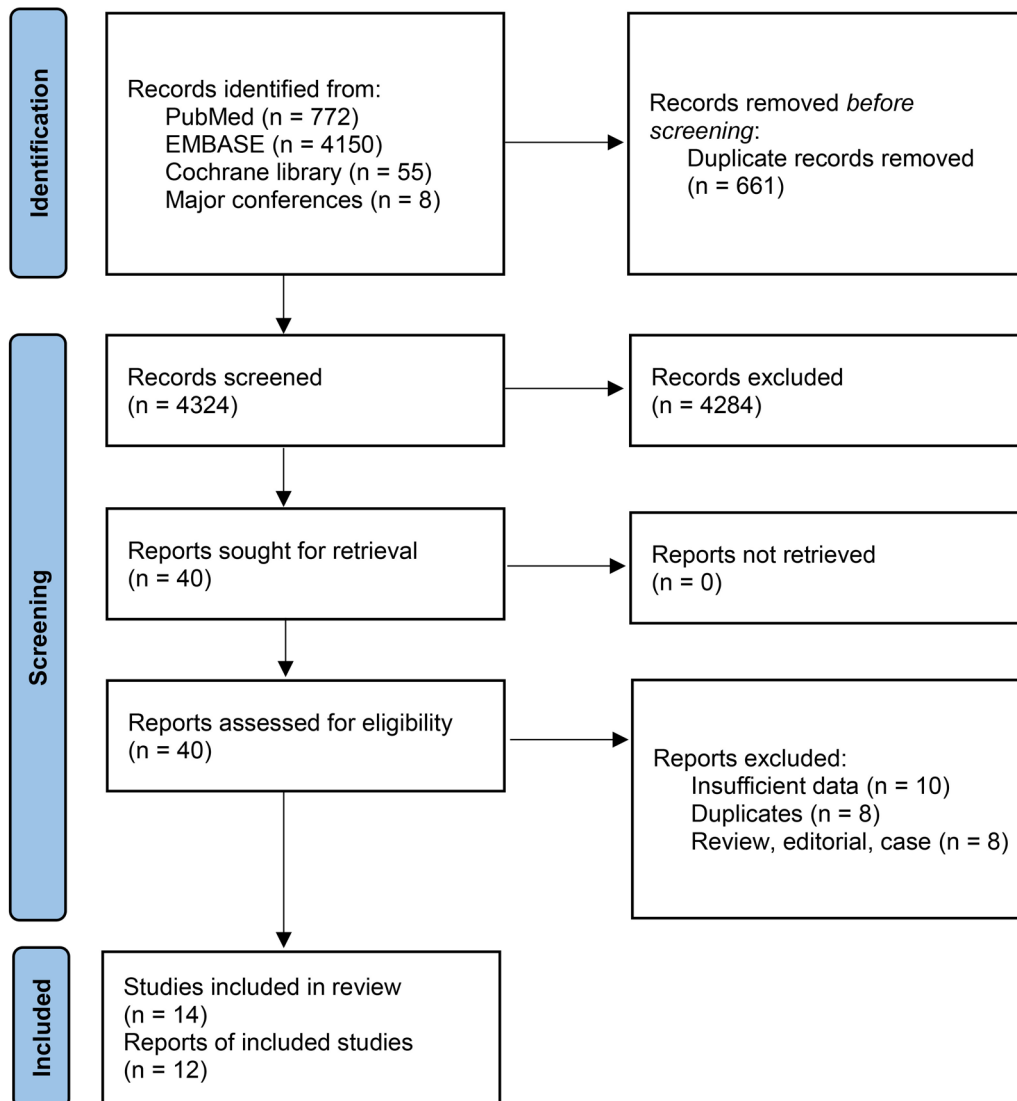 Identification
Records identified from:
PubMed (n = 772)
EMBASE (n = 4150)
Cochrane library (n = 55)
Major conferences (n = 8)
Records removed before
screening:
Duplicate records removed
(n = 661)
Screening
Records screened
(n = 4324)
Records excluded
(n = 4284)
Reports sought for retrieval
(n = 40)
Reports not retrieved
(n = 0)
Reports assessed for eligibility
(n = 40)
Reports excluded:
Insufficient data (n = 10)
Duplicates (n = 8)
Review, editorial, case (n = 8)
Included
Studies included in review
(n = 14)
Reports of included studies
(n = 12)